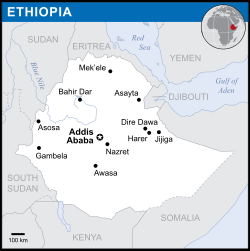 ETHIOPIA
SUDAN
ERITREA
Red
Sea
YEMEN
Mek'ele
Blue Nile
Bahir Dar
Asayta
Gulf of
Aden
DJIBOUTI
Asosa
Addis
Ababa
Dire Dawa
Harer
Jijiga
Gambela
Nazret
Awasa
SOUTH
SUDAN
SOMALIA
KENYA
100 km